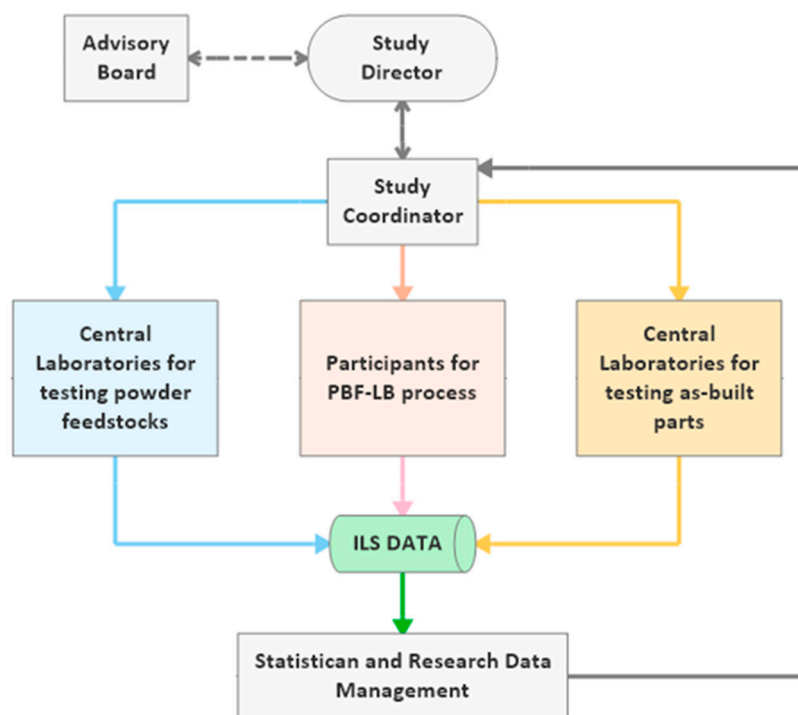 Advisory
Board
Study
Director
Study
Coordinator
Central
Laboratories for
testing powder
feedstocks
Participants for
PBF-LB process
Central
Laboratories for
testing as-built
parts
ILS DATA
Statistican and Research Data
Management